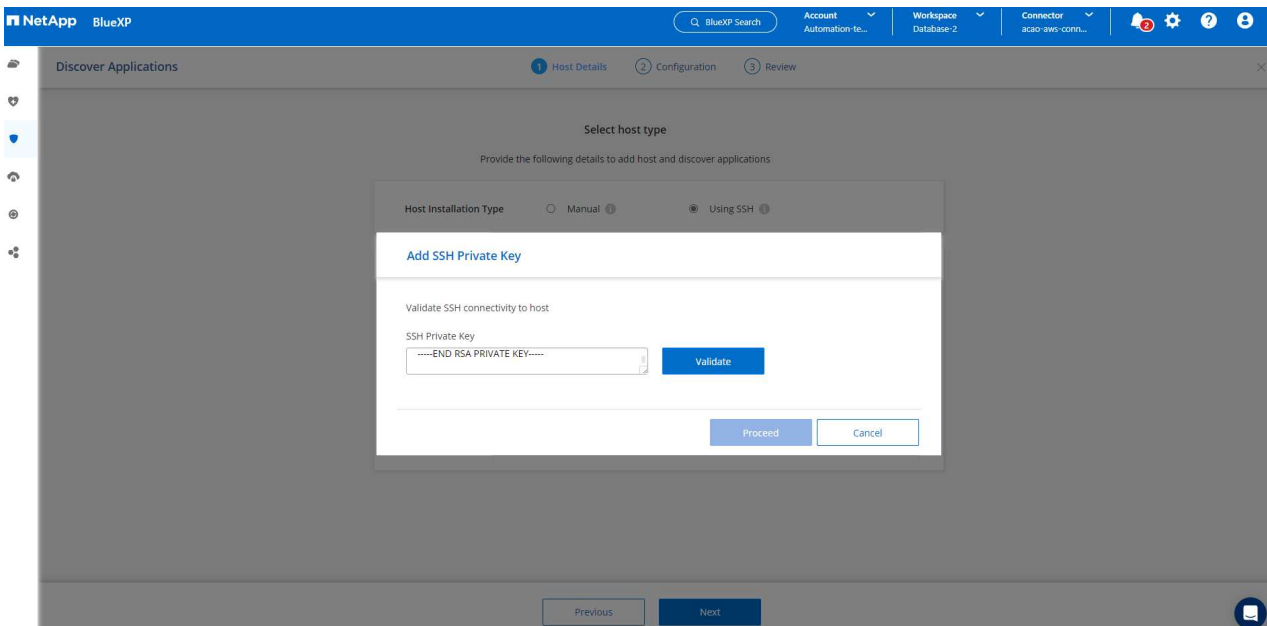 NetApp BlueXP BlueXP Search Account Workspace Connector
Automation-te... Database-2 acao-aws-conn... 2
Discover Applications 1 Host Details 2 Configuration 3 Review
Select host type
Provide the following details to add host and discover applications
Host Installation Type Manual Using SSH
Add SSH Private Key
Validate SSH connectivity to host
SSH Private Key
-----END RSA PRIVATE KEY-----
Validate
Proceed Cancel
Previous Next